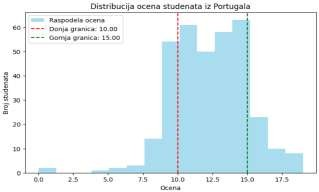 Distribucija ocena studenata iz Portugala
Raspodela ocena
Donja granica: 10.00
Gornja granica: 15.00
Broj studenata
60
50
40
30
20
10
0
0.0 2.5 5.0 7.5 10.0 12.5 15.0 17.5
Ocena